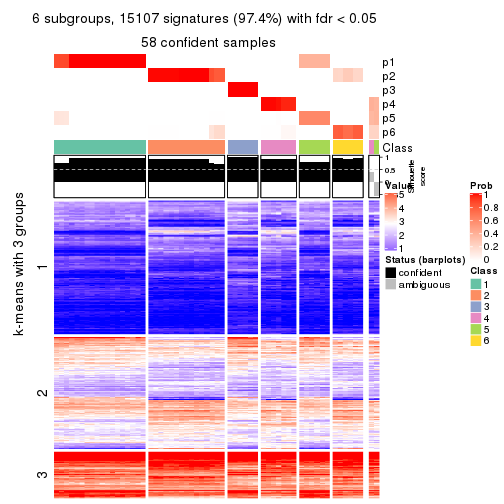 6 subgroups, 15107 signatures (97.4%) with fdr < 0.05
58 confident samples
p1
p2
p3
p4
p5
p6
Class
1
0.5
0
Silhouette
score
k-means with 3 groups
1
2
3
Value
5
4
3
2
1
Status (barplots)
confident
ambiguous
Prob
1
0.8
0.6
0.4
0.2
0
Class
1
2
3
4
5
6